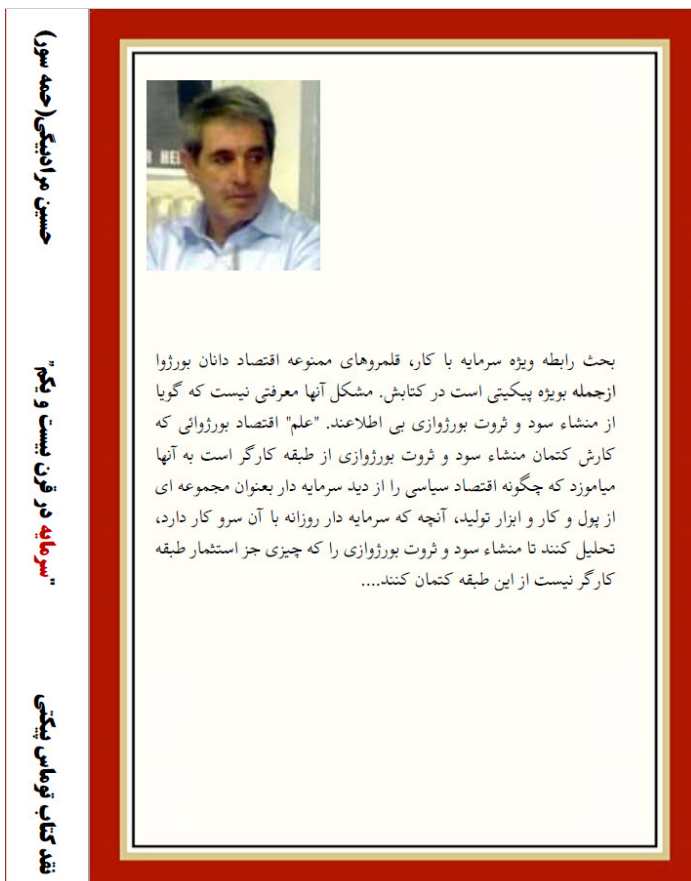 حسین مرادبیگی(حمه سور)
"سرمایه در قرن بیست و یکم"
نقد کتاب توماس پیکتی
R HE
بحث رابطه ویژه سرمایه با کار، قلمروهای ممنوعه اقتصاد دانان بورژوا
ازجمله بویژه پیکیتی است در کتابش. مشکل آنها معرفتی نیست که گویا
از منشاء سود و ثروت بورژوازی بی اطلاعند. "علم" اقتصاد بورژوائی که
کارش کتمان منشاء سود و ثروت بورژوازی از طبقه کارگر است به آنها
میاموزد که چگونه اقتصاد سیاسی را از دید سرمایه دار بعنوان مجموعه ای
از پول و کار و ابزار تولید، آنچه که سرمایه دار روزانه با آن سرو کار دارد،
تحلیل کنند تا منشاء سود و ثروت بورژوازی را که چیزی جز استثمار طبقه
کارگر نیست از این طبقه کتمان کنند....